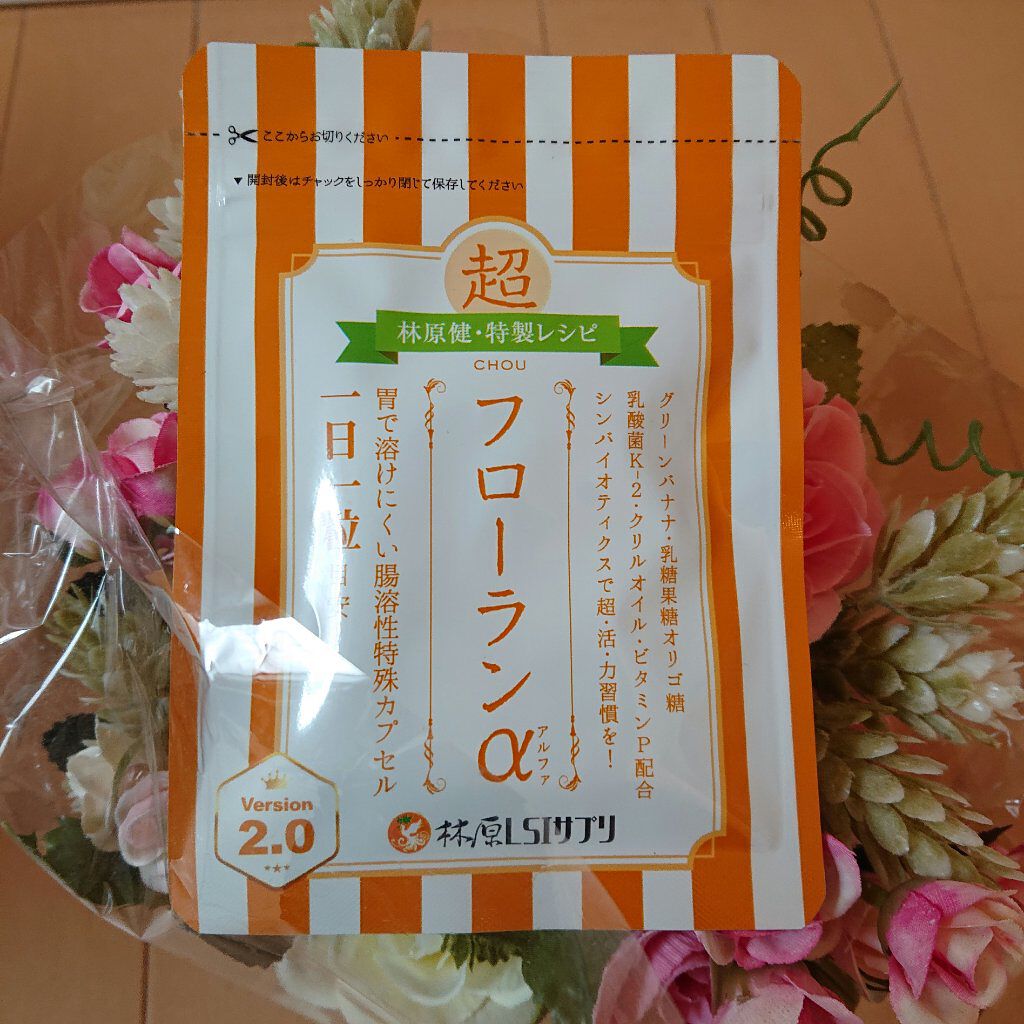 ここからお切りください
▼開封後はチャックをしっかり閉じて保存してください
超
林原健・特製レシピ
CHOU
グリーンバナナ・乳糖果糖オリゴ糖
乳酸菌K-2・クリルオイル・ビタミンP配合
シンバイオティクスで超・活・力習慣を！
フローランα
アルファ
胃で溶けにくい腸溶性特殊カプセル
一日一粒目安
Version
2.0
林原LSIサプリ